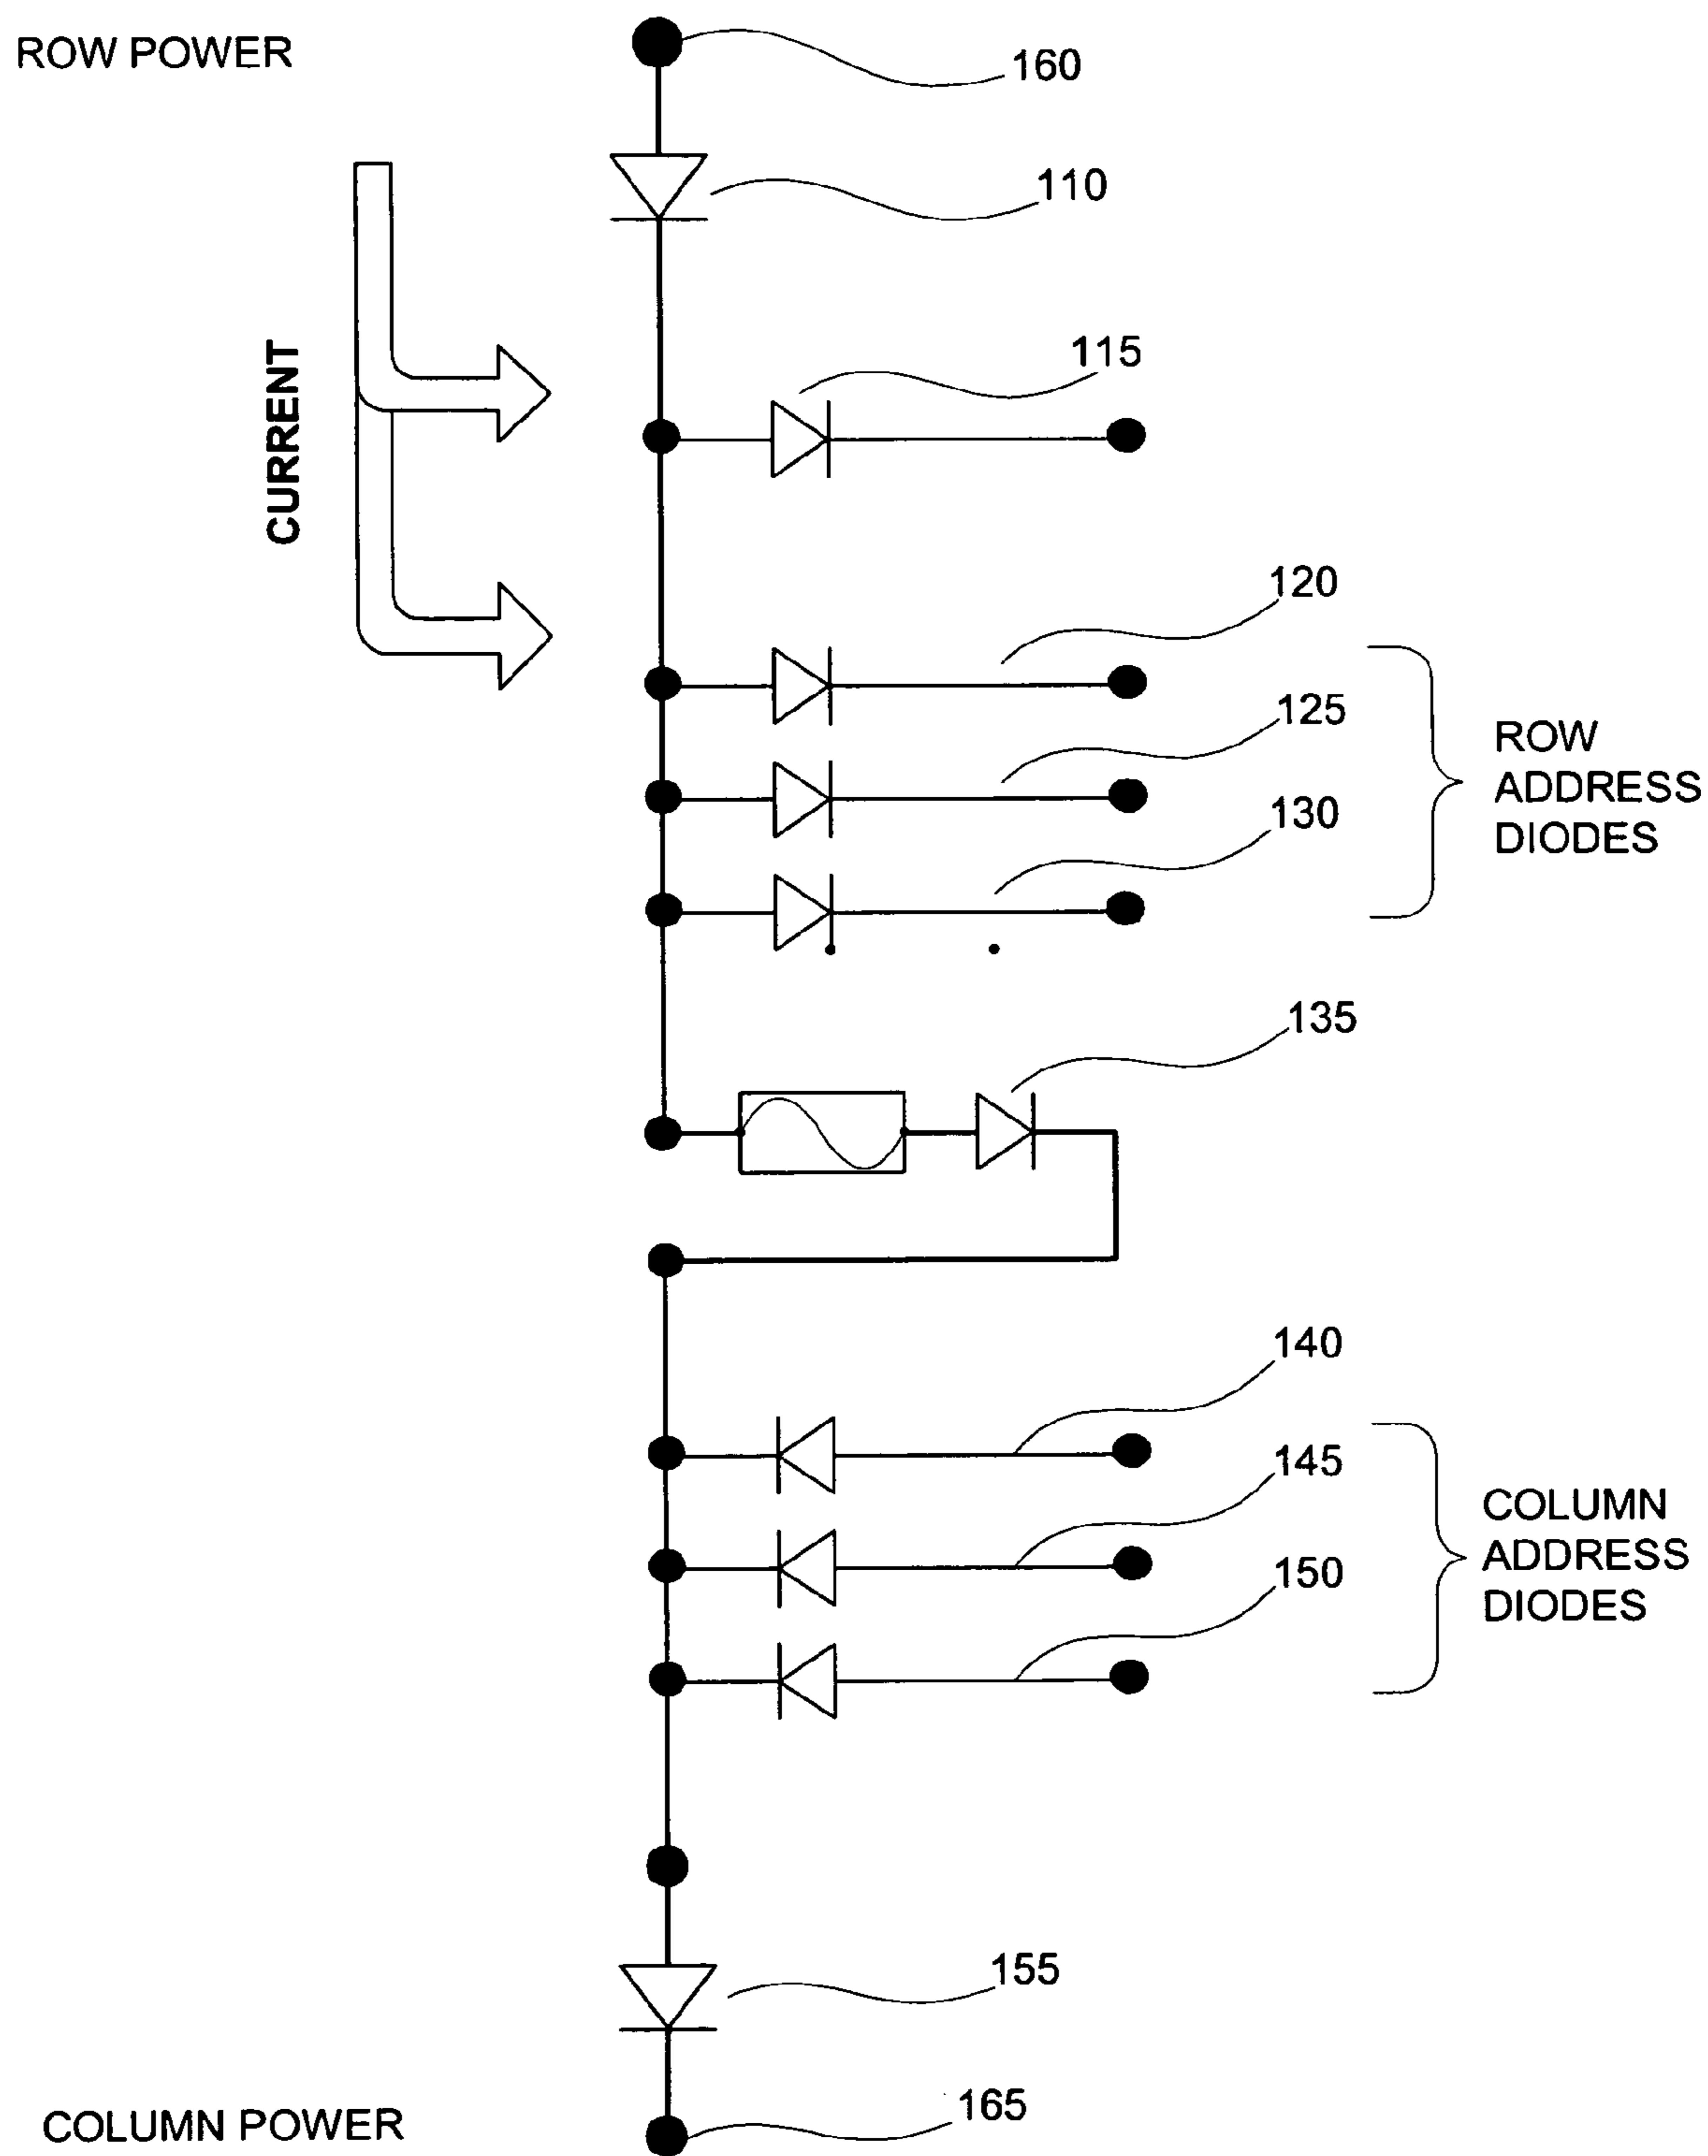 ROW POWER
160
110
CURRENT
115
120
125
ROW
ADDRESS
DIODES
130
135
140
145
COLUMN
ADDRESS
DIODES
150
155
165
COLUMN POWER